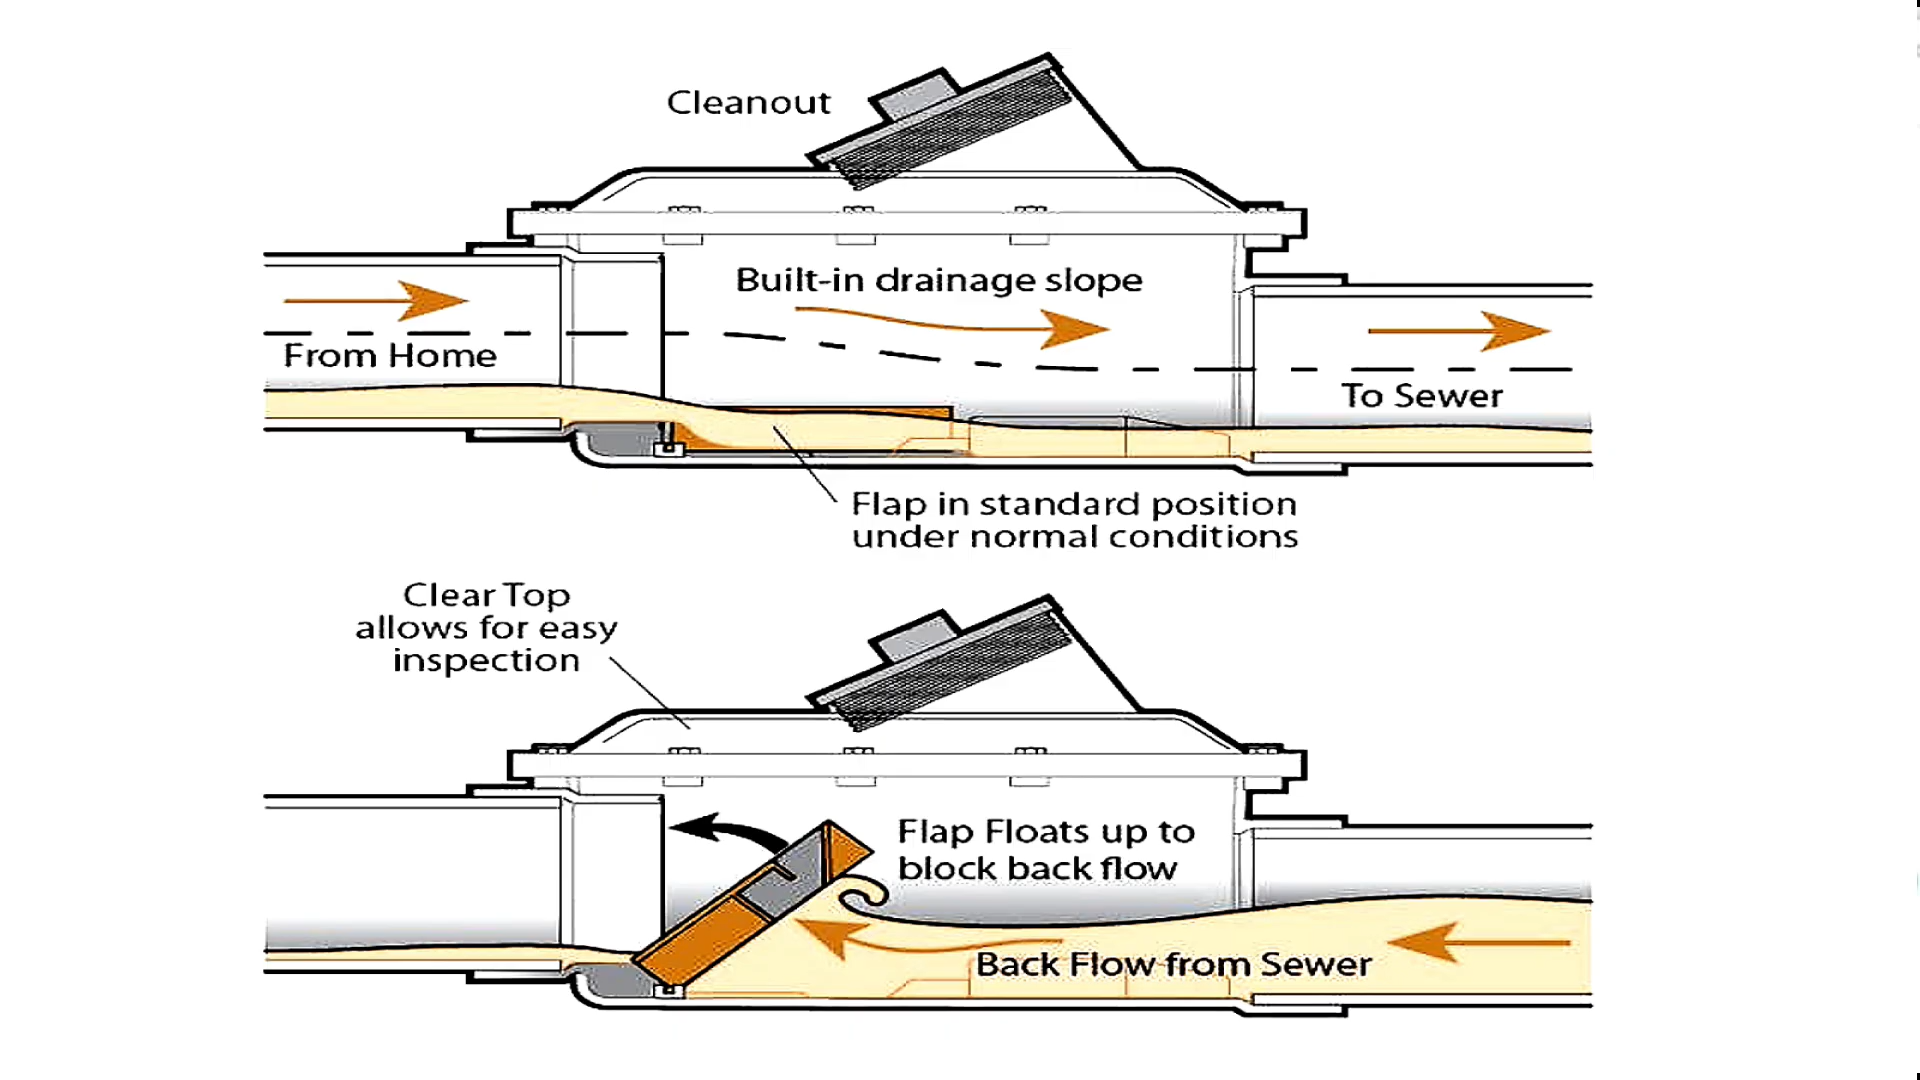 Cleanout
Built-in drainage slope
From Home
To Sewer
Flap in standard position
under normal conditions
Clear Top
allows for easy
inspection
Flap Floats up to
block back flow
Back Flow from Sewer